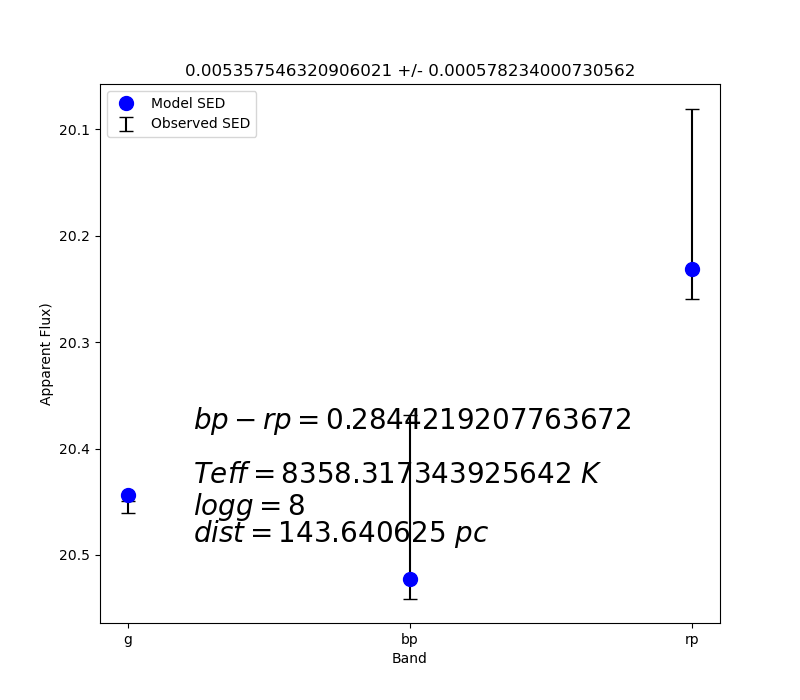 0.005357546320906021 +/- 0.000578234000730562
Model SED
Observed SED
20.1
20.2
20.3
20.4
20.5
Apparent Flux)
bp − rp = 0.2844219207763672
Teff = 8358.317343925642 K
logg = 8
dist = 143.640625 pc
g
bp
rp
Band